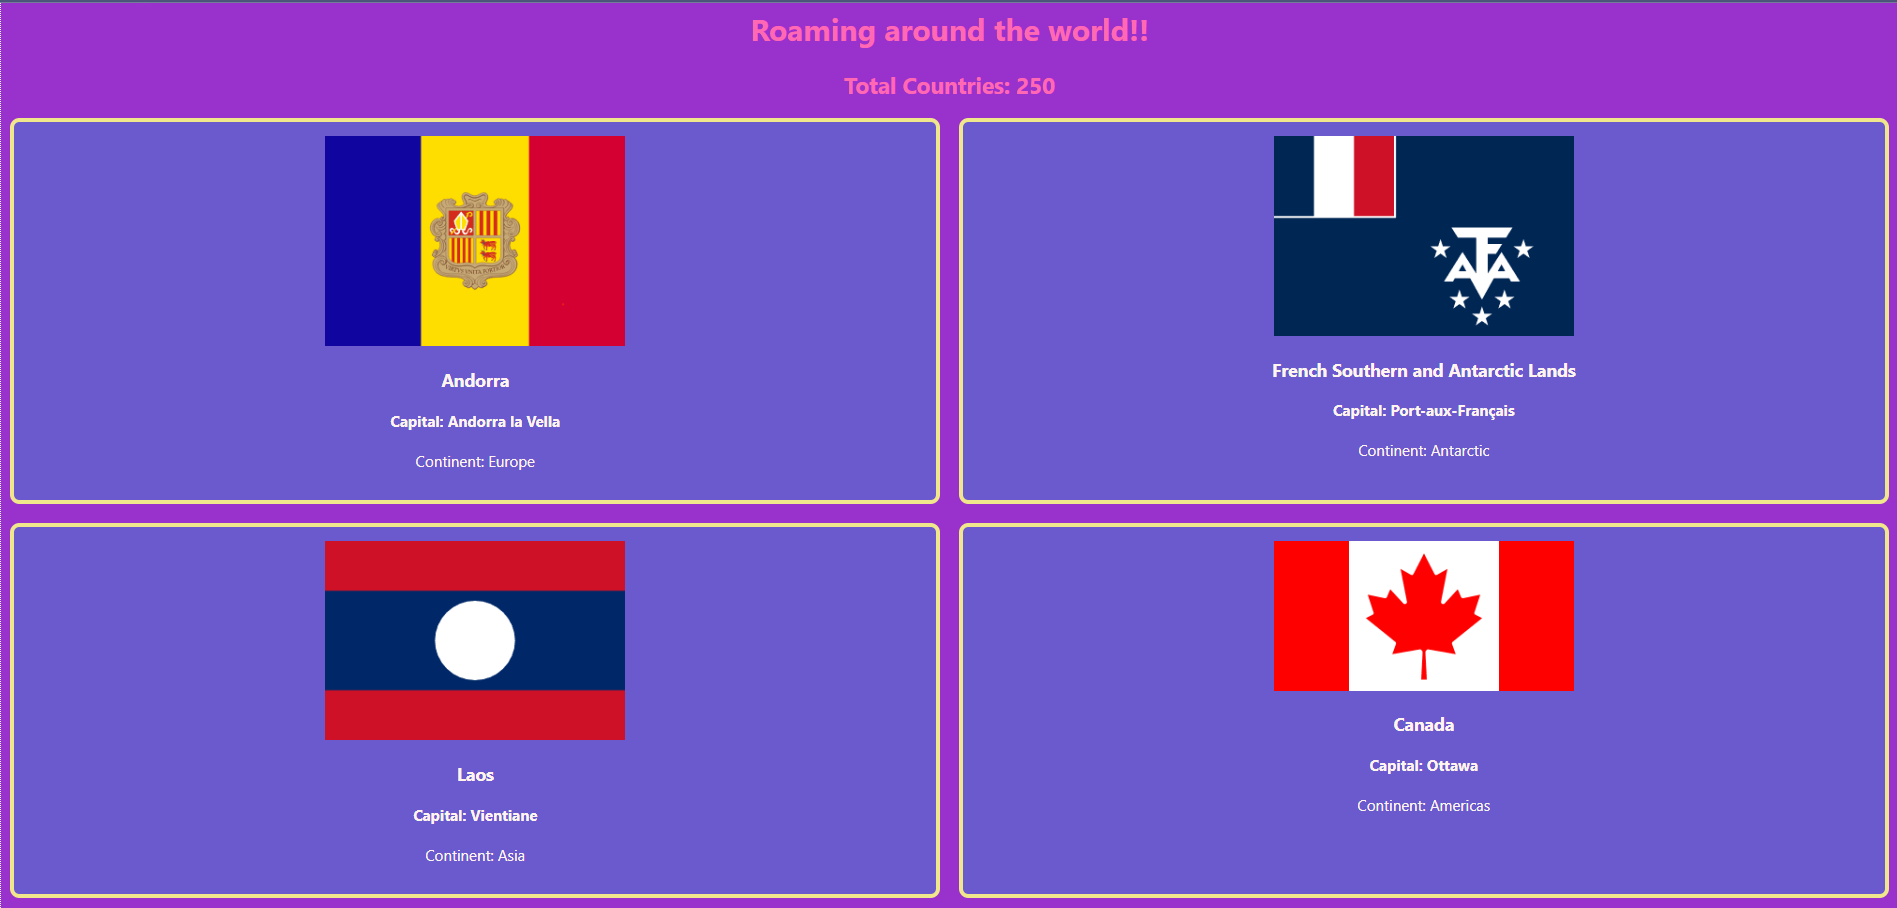 Roaming around the world!!
Total Countries: 250
Andorra
Capital: Andorra la Vella
Continent: Europe
TFAA
French Southern and Antarctic Lands
Capital: Port-aux-Français
Continent: Antarctic
Laos
Capital: Vientiane
Continent: Asia
Canada
Capital: Ottawa
Continent: Americas